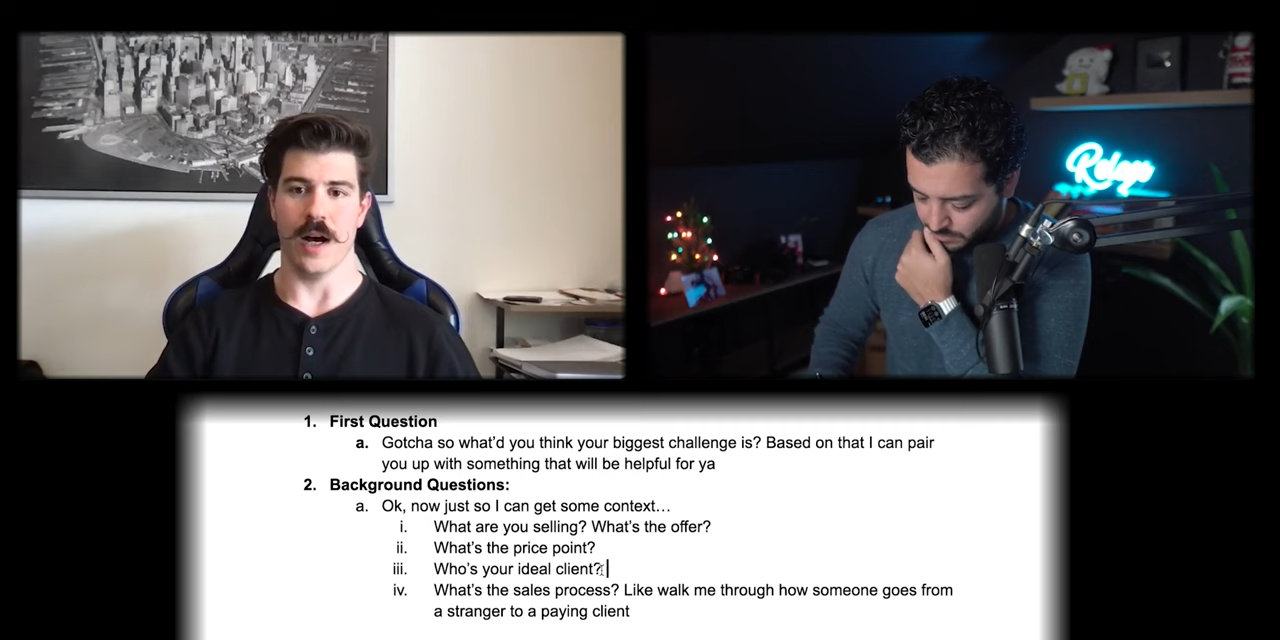 Relax
1. First Question
a. Gotcha so what'd you think your biggest challenge is? Based on that I can pair
you up with something that will be helpful for ya
2. Background Questions:
a. Ok, now just so I can get some context…
i. What are you selling? What's the offer?
ii. What's the price point?
iii. Who's your ideal client?
iv. What's the sales process? Like walk me through how someone goes from
a stranger to a paying client